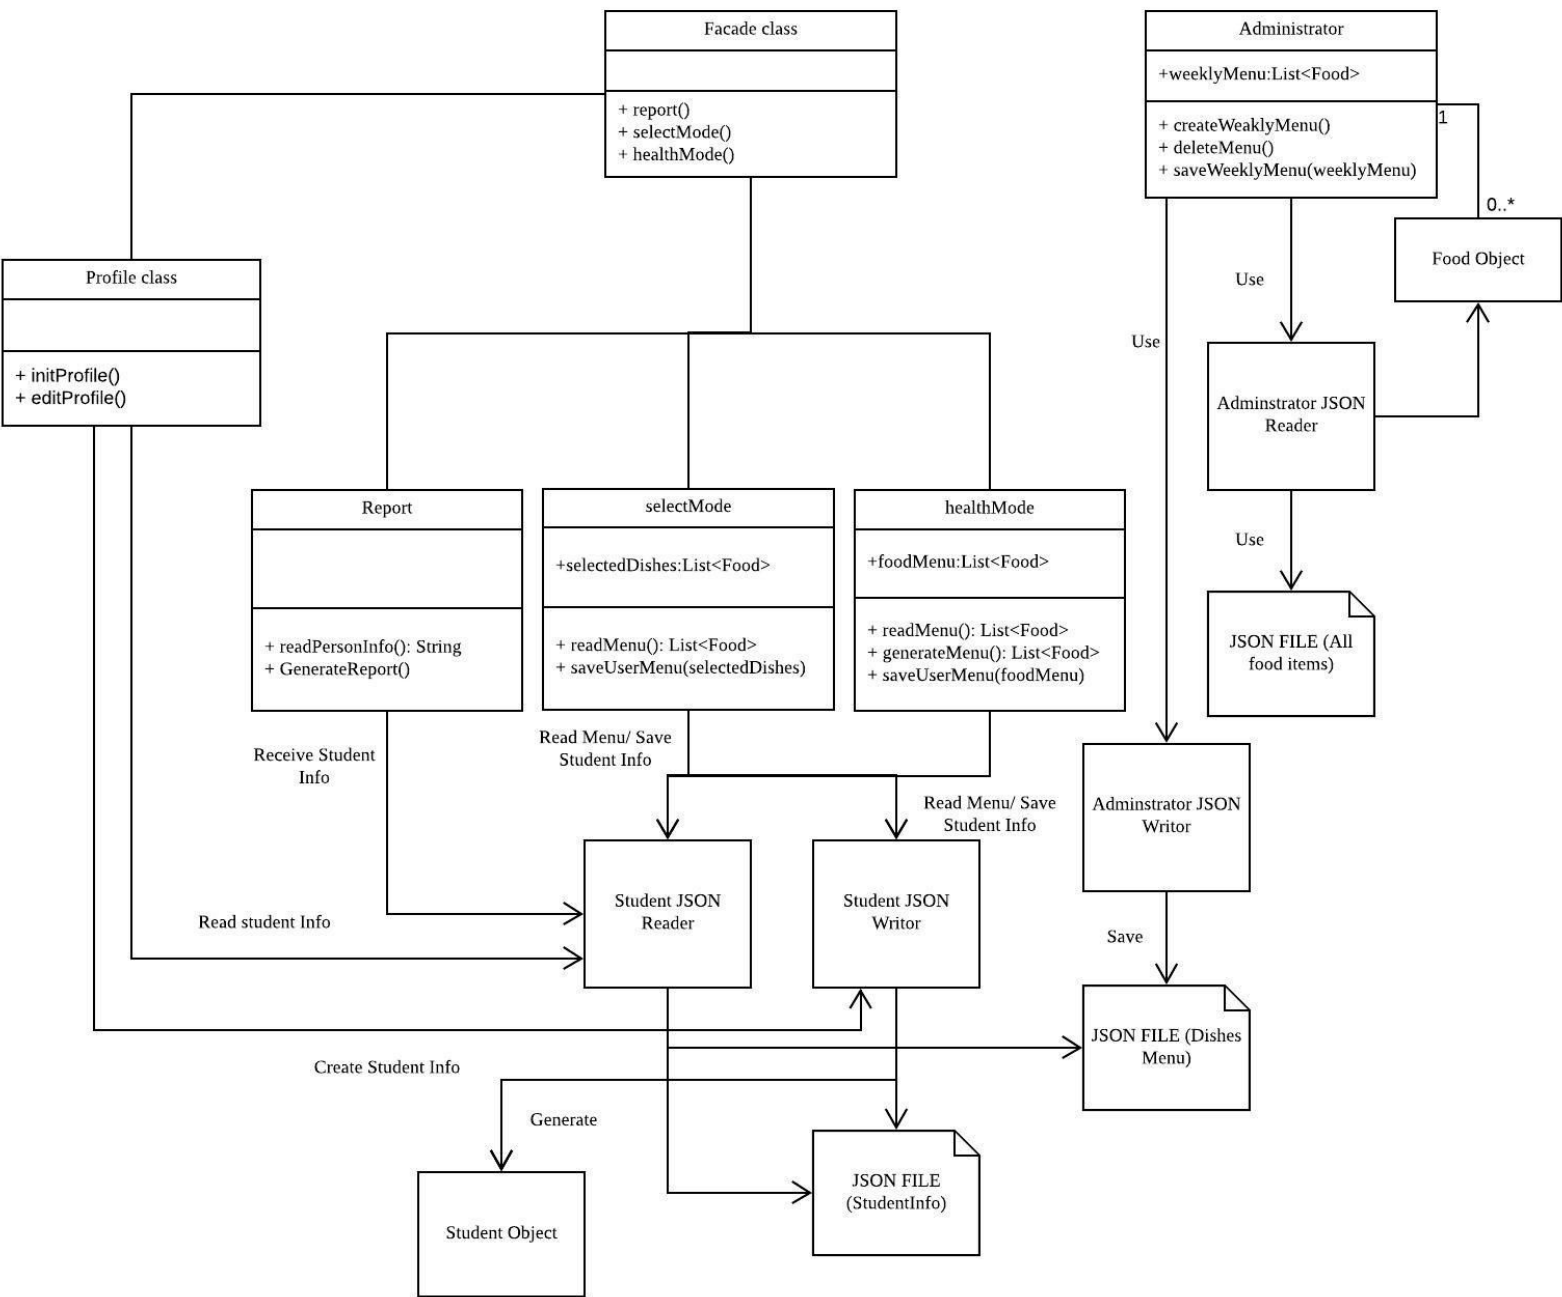 Facade class
+ report()
+ selectMode()
+ healthMode()
Administrator
+weeklyMenu:List<Food>
+ createWeaklyMenu()
+ deleteMenu()
+ saveWeeklyMenu(weeklyMenu)
1
0..*
Food Object
Profile class
+ initProfile()
+ editProfile()
Use
Use
Adminstrator JSON
Reader
Use
JSON FILE (All
food items)
Report
+ readPersonInfo(): String
+ GenerateReport()
selectMode
+selectedDishes:List<Food>
+ readMenu(): List<Food>
+ saveUserMenu(selectedDishes)
healthMode
+foodMenu:List<Food>
+ readMenu(): List<Food>
+ generateMenu(): List<Food>
+ saveUserMenu(foodMenu)
Receive Student
Info
Read Menu/ Save
Student Info
Read Menu/ Save
Student Info
Adminstrator JSON
Writor
Student JSON
Reader
Student JSON
Writor
Read student Info
Save
JSON FILE (Dishes
Menu)
Create Student Info
Generate
Student Object
JSON FILE
(StudentInfo)